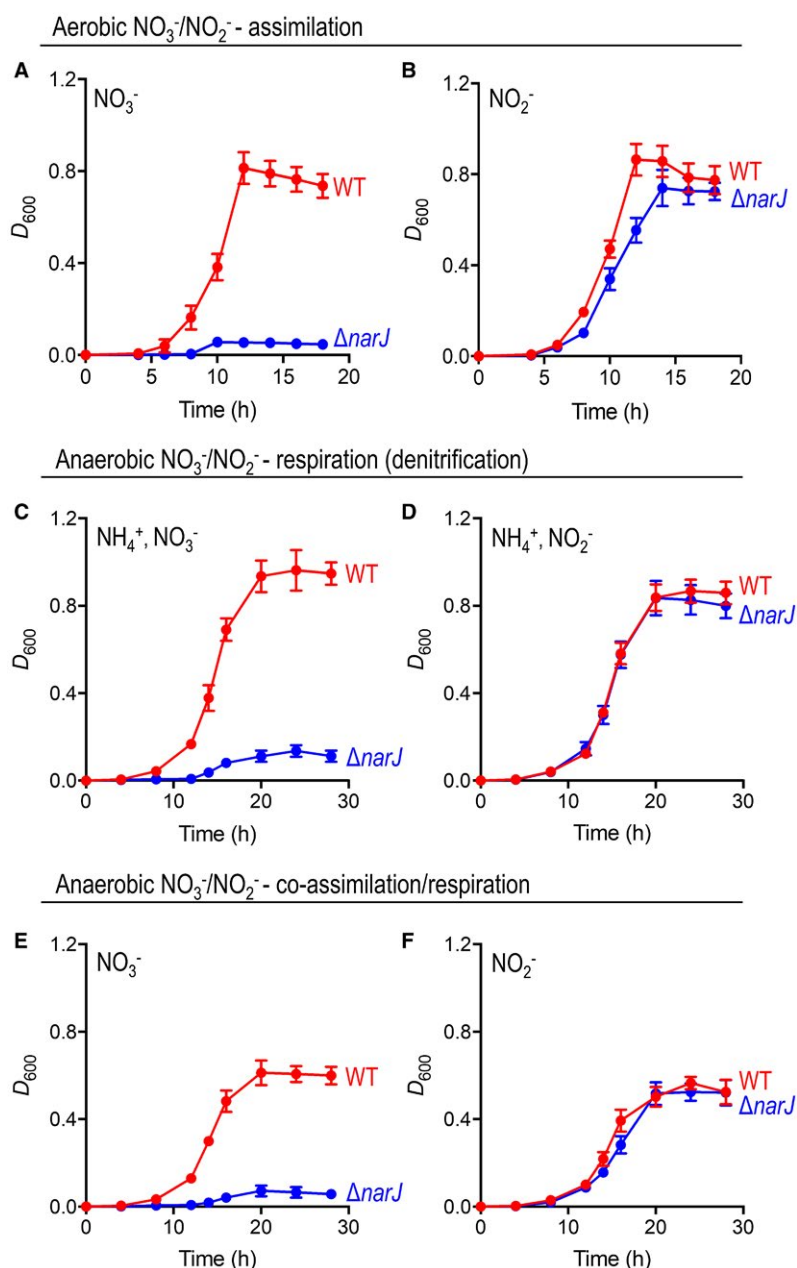 Aerobic NO₃⁻/NO₂⁻ - assimilation
A
B
1.2
NO₃⁻
WT
0.8
D₆₀₀
0.4
ΔnarJ
0.0
0 5 10 15 20
Time (h)
1.2
NO₂⁻
WT
0.8
ΔnarJ
D₆₀₀
0.4
0.0
0 5 10 15 20
Time (h)
Anaerobic NO₃⁻/NO₂⁻ - respiration (denitrification)
C
D
1.2
NH₄⁺, NO₃⁻
WT
0.8
D₆₀₀
0.4
ΔnarJ
0.0
0 10 20 30
Time (h)
1.2
NH₄⁺, NO₂⁻
WT
0.8
ΔnarJ
D₆₀₀
0.4
0.0
0 10 20 30
Time (h)
Anaerobic NO₃⁻/NO₂⁻ - co-assimilation/respiration
E
F
1.2
NO₃⁻
0.8
WT
D₆₀₀
0.4
ΔnarJ
0.0
0 10 20 30
Time (h)
1.2
NO₂⁻
0.8
WT
ΔnarJ
D₆₀₀
0.4
0.0
0 10 20 30
Time (h)